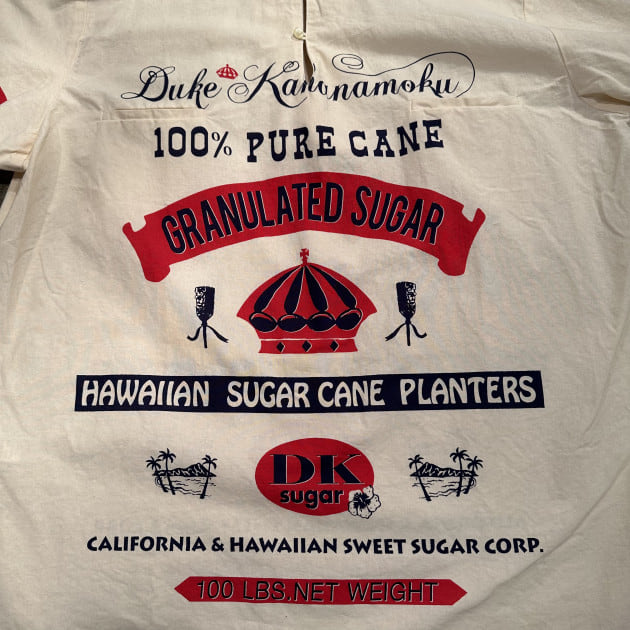 Duke Kahanamoku
100% PURE CANE
GRANULATED SUGAR
HAWAIIAN SUGAR CANE PLANTERS
DK
sugar
CALIFORNIA & HAWAIIAN SWEET SUGAR CORP.
100 LBS.NET WEIGHT